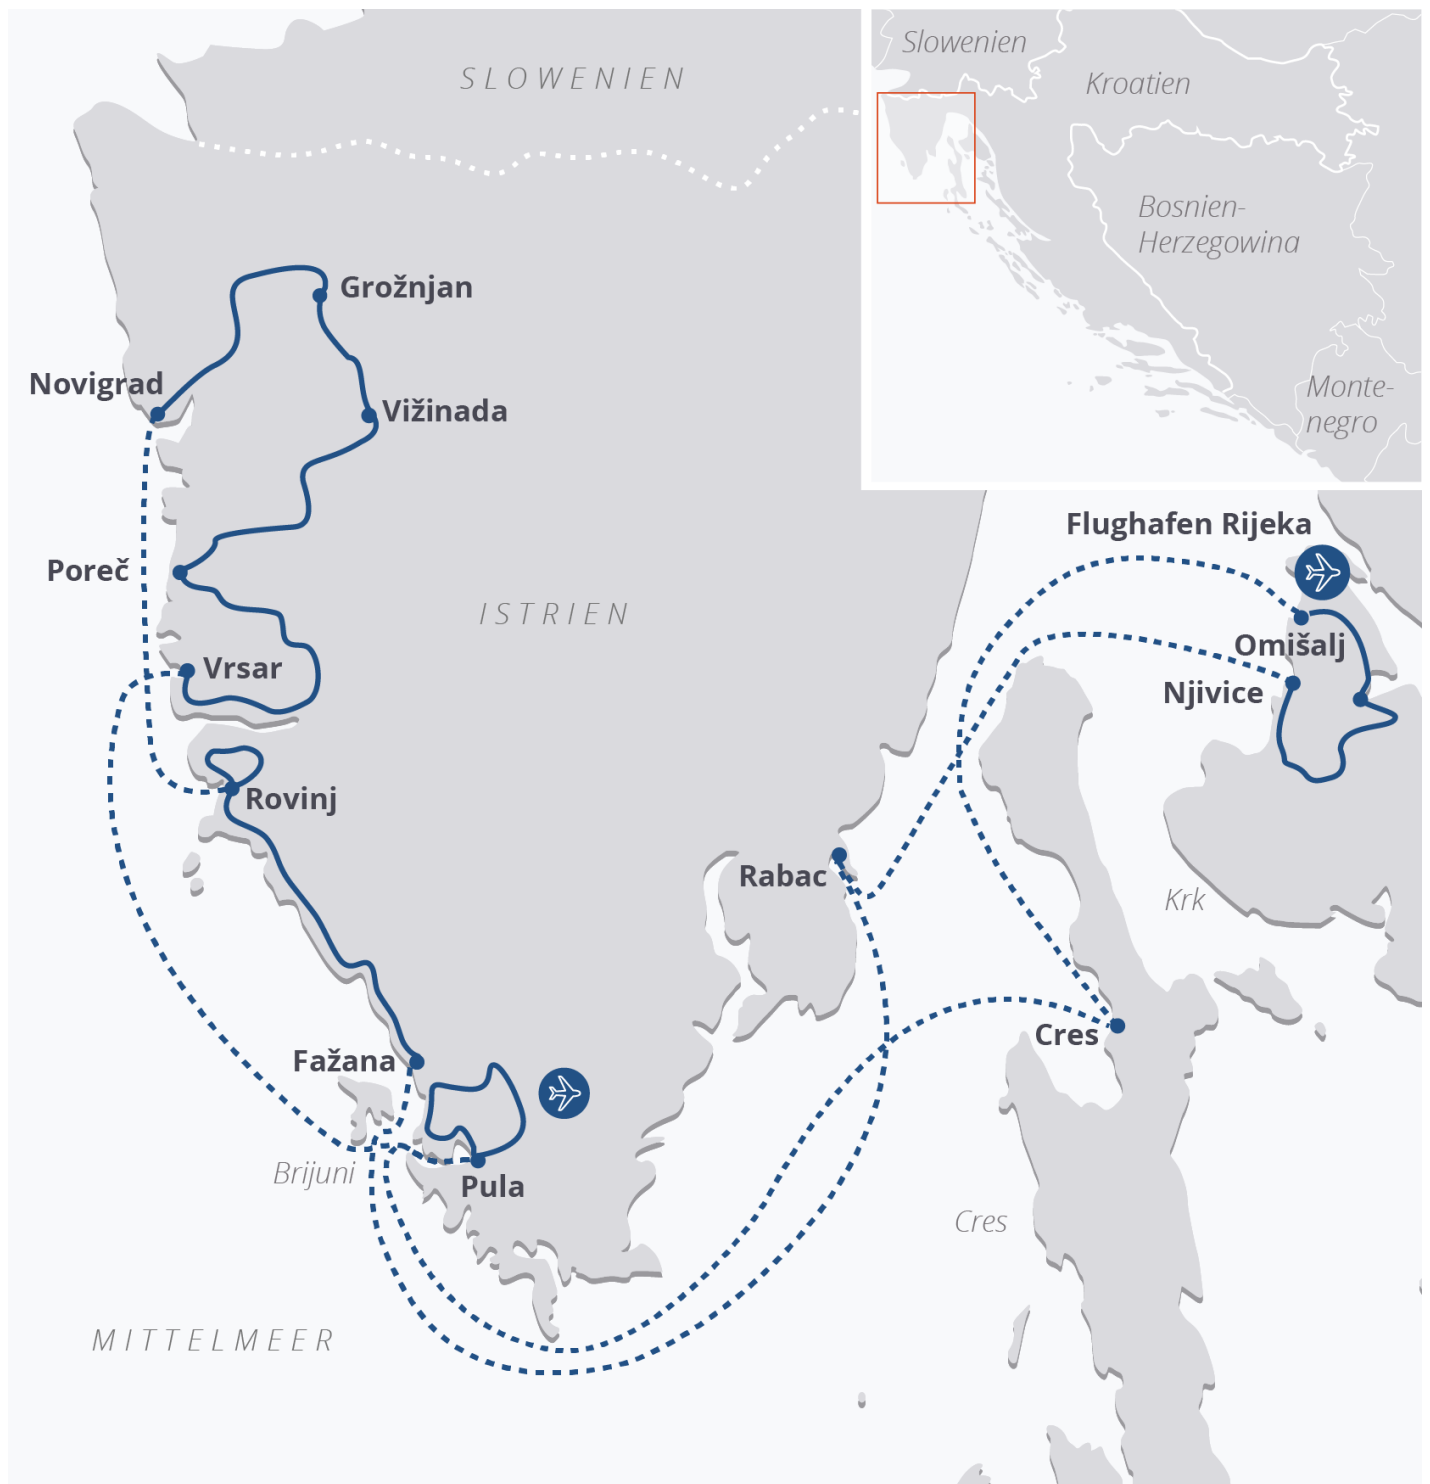 SLOWENIEN
Slowenien
Kroatien
Bosnien-
Herzegowina
Monte-
negro
Grožnjan
Novigrad
Vižinada
Flughafen Rijeka
Poreč
ISTRIEN
Omišalj
Vrsar
Njivice
Rovinj
Rabac
Krk
Cres
Fažana
Brijuni
Pula
Cres
MITTELMEER